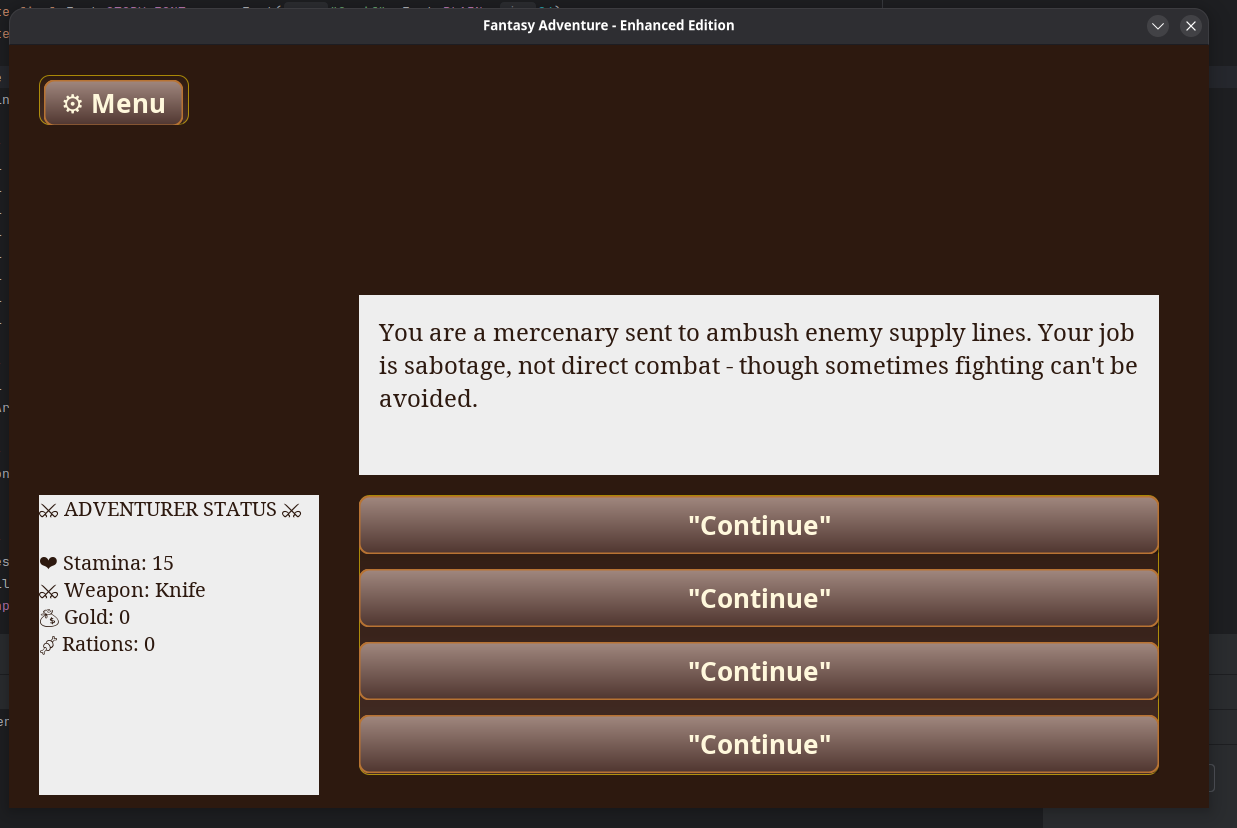 Fantasy Adventure - Enhanced Edition
⚙ Menu
You are a mercenary sent to ambush enemy supply lines. Your job
is sabotage, not direct combat - though sometimes fighting can't be
avoided.
⚔ ADVENTURER STATUS ⚔
❤ Stamina: 15
⚔ Weapon: Knife
💰 Gold: 0
🍖 Rations: 0
"Continue"
"Continue"
"Continue"
"Continue"